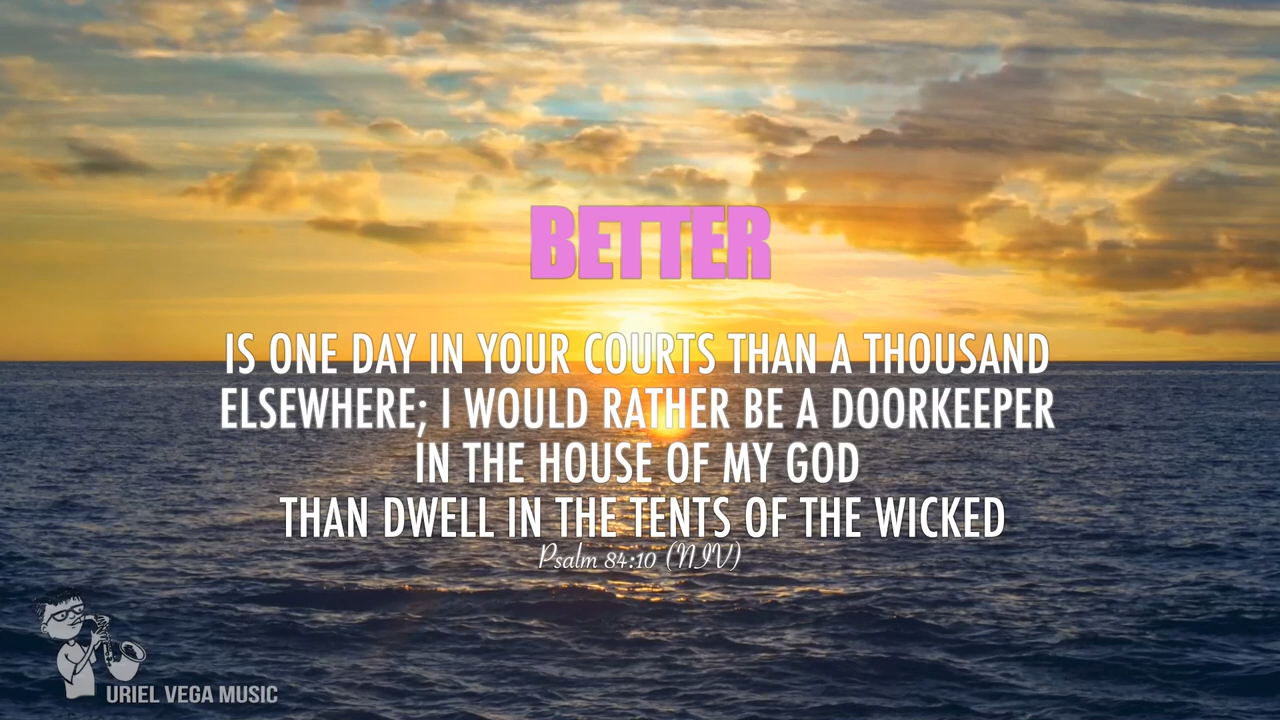 BETTER
IS ONE DAY IN YOUR COURTS THAN A THOUSAND
ELSEWHERE; I WOULD RATHER BE A DOORKEEPER
IN THE HOUSE OF MY GOD
THAN DWELL IN THE TENTS OF THE WICKED
Psalm 84:10 (NIV)
URIEL VEGA MUSIC